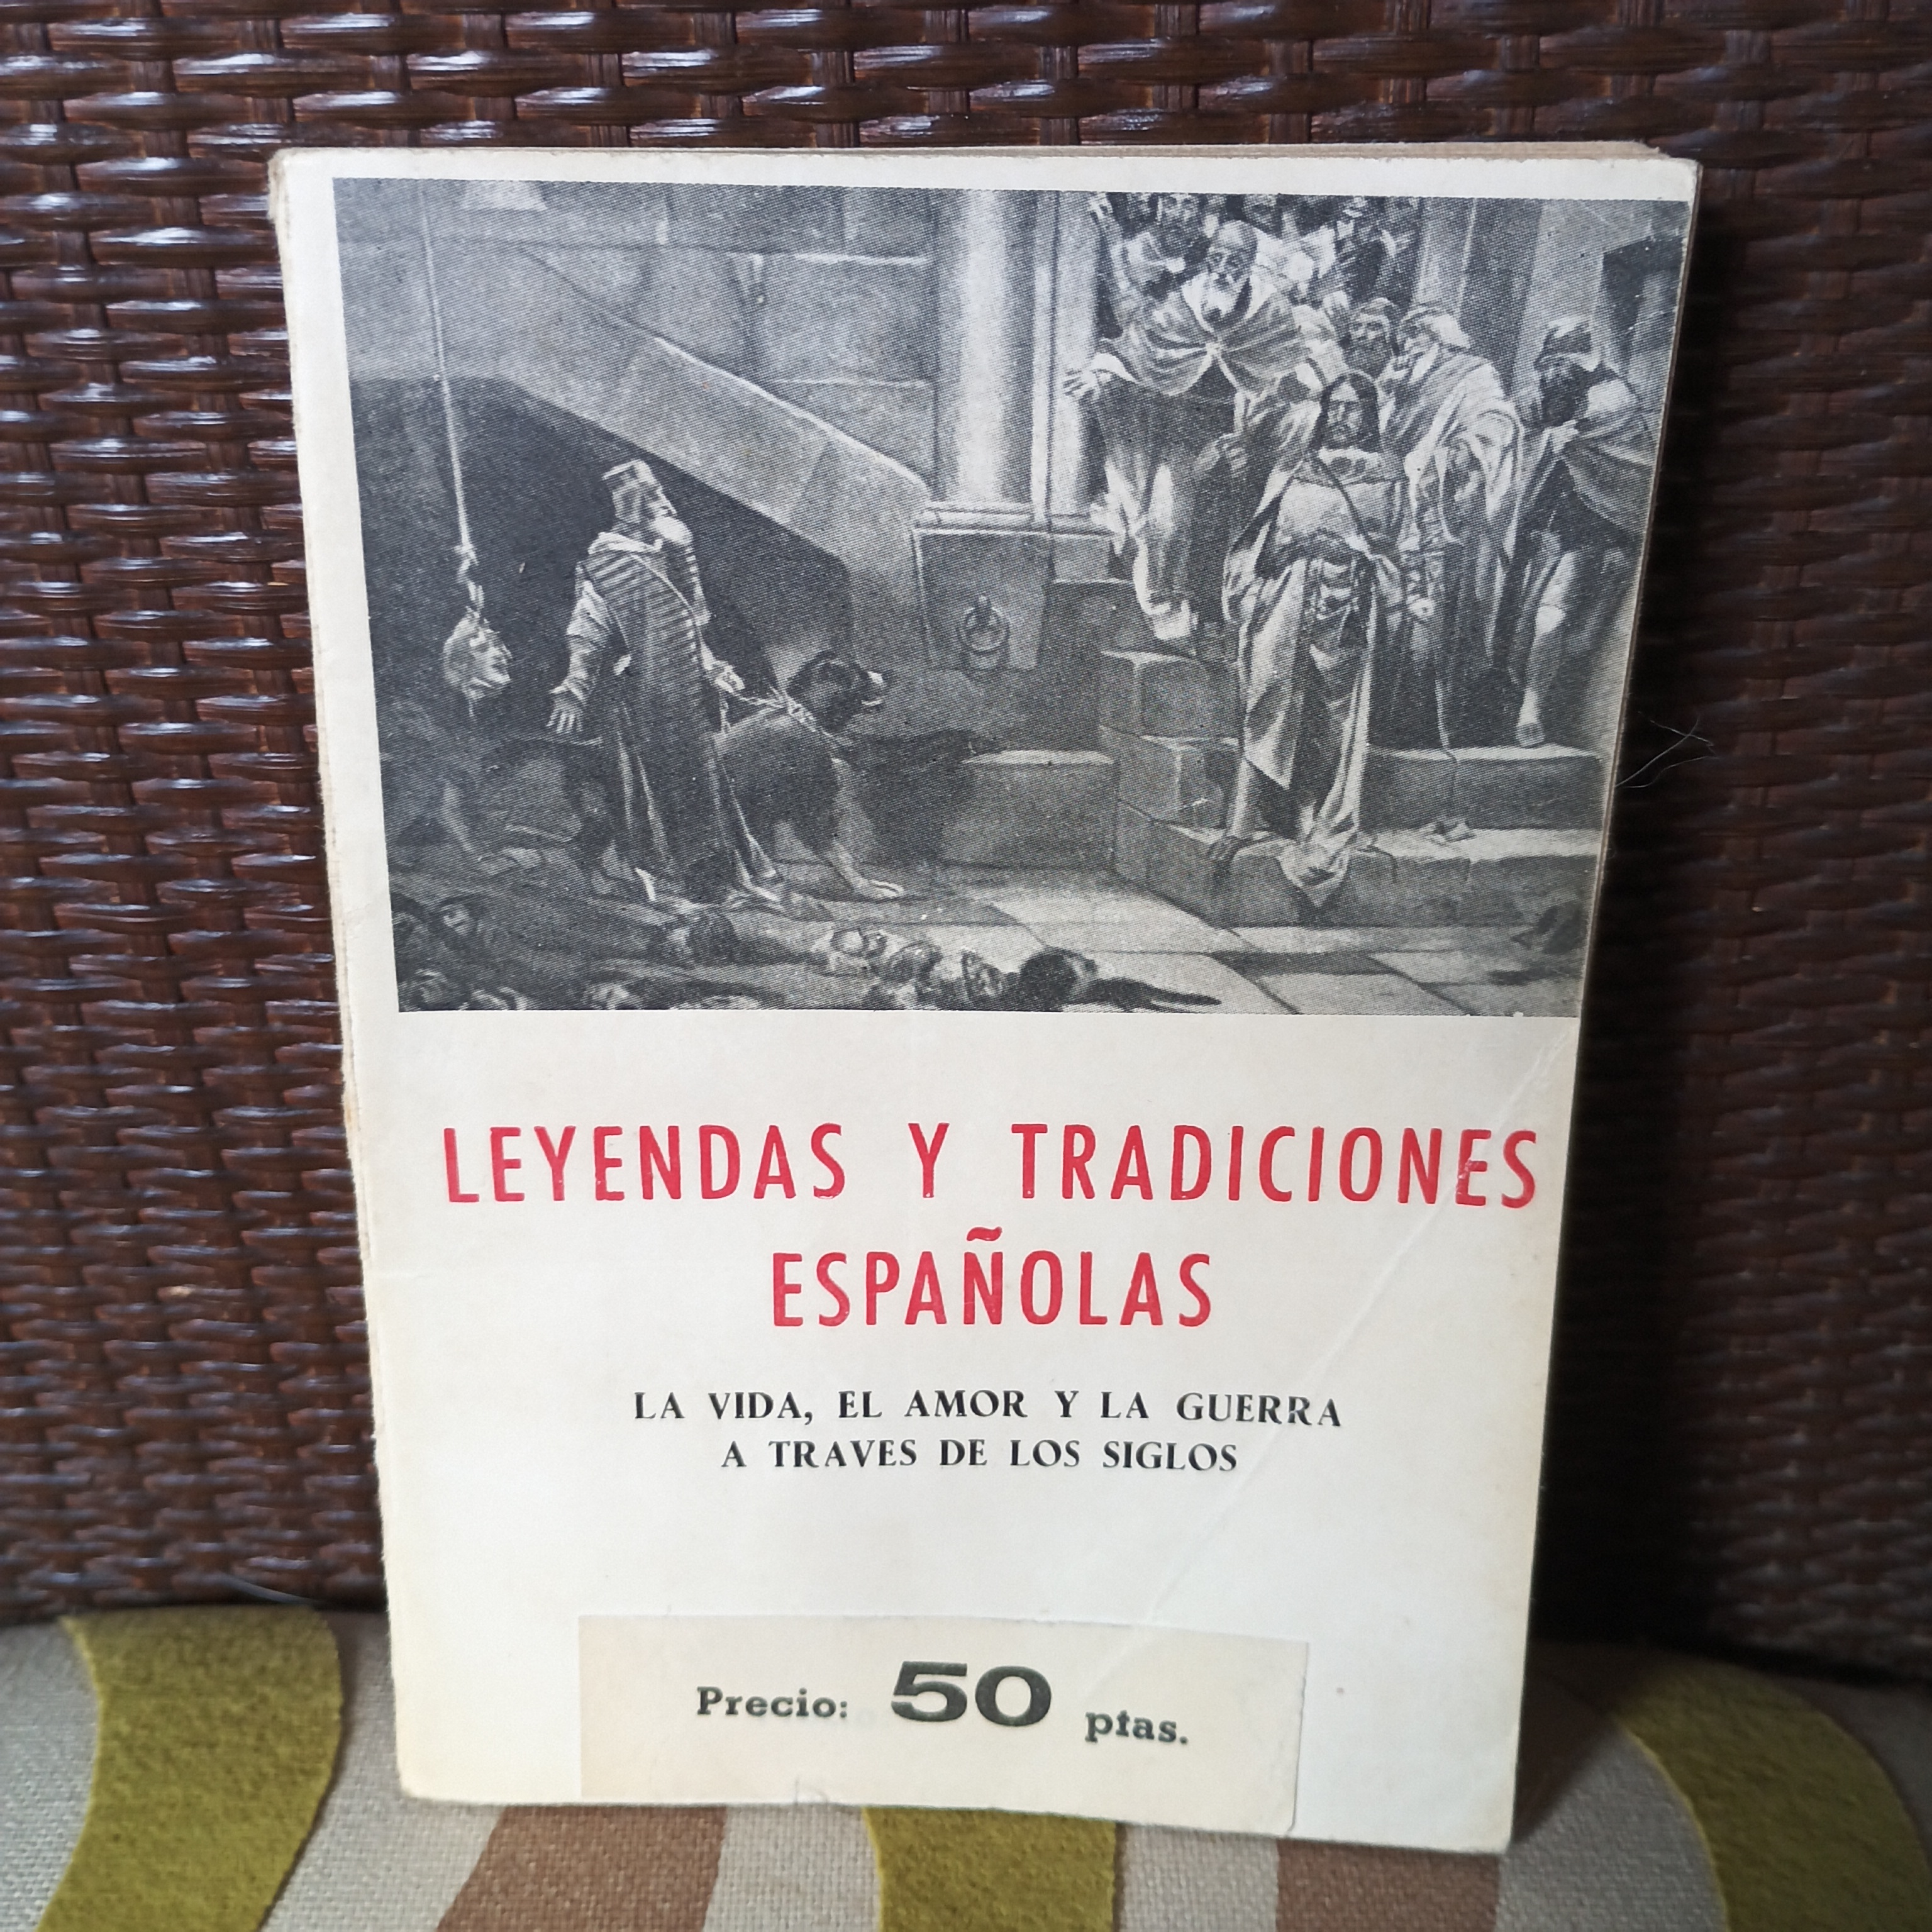 LEYENDAS Y TRADICIONES
ESPAÑOLAS
LA VIDA, EL AMOR Y LA GUERRA
A TRAVES DE LOS SIGLOS
Precio: 50 ptas.